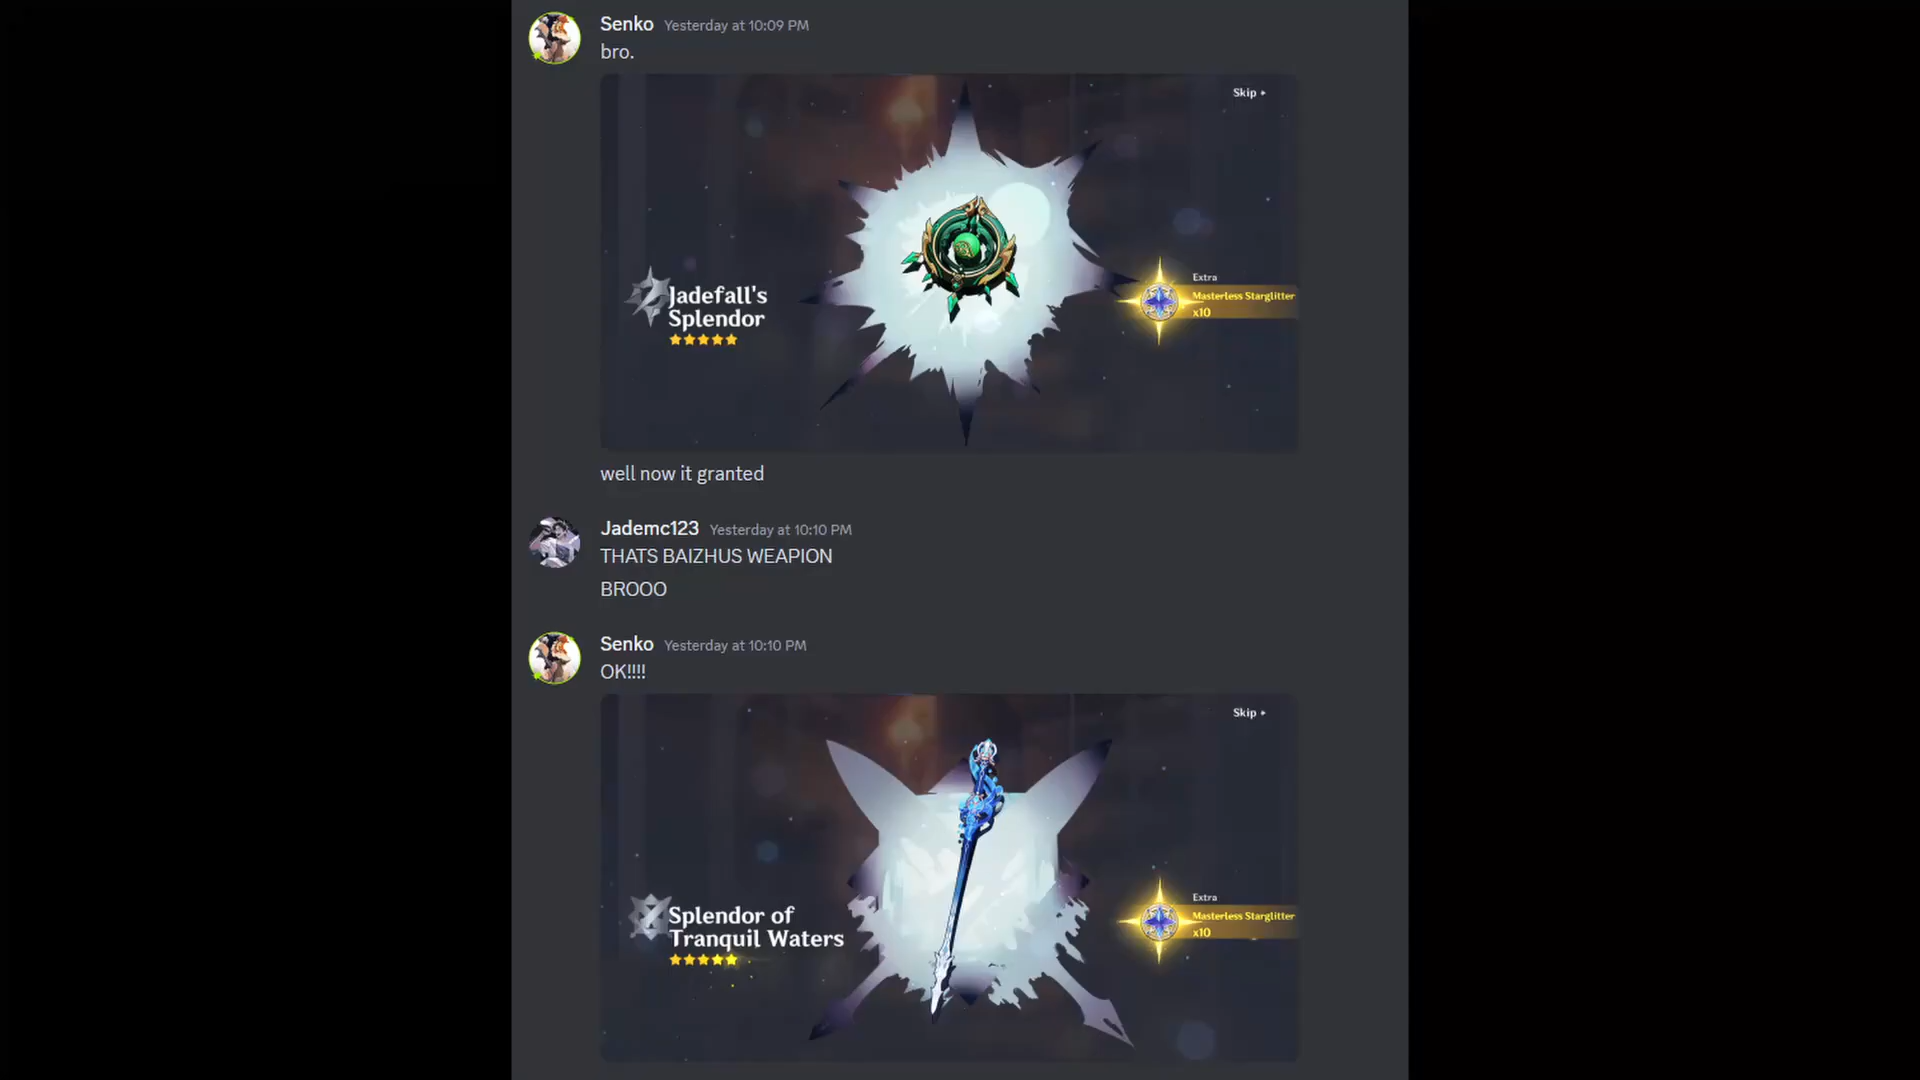 Senko Yesterday at 10:09 PM
bro.
Skip
Jadefall's
Splendor
Extra
Masterless Starglitter
x10
well now it granted
Jademc123 Yesterday at 10:10 PM
THATS BAIZHUS WEAPION
BROOO
Senko Yesterday at 10:10 PM
OK!!!!
Skip
Splendor of
Tranquil Waters
Extra
Masterless Starglitter
x10